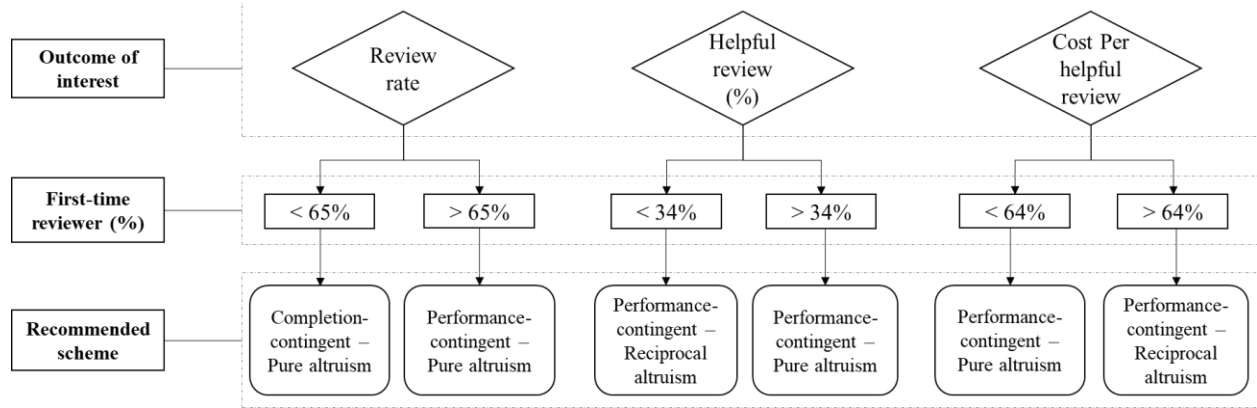 Outcome of
interest
Review
rate
Helpful
review
(%)
Cost Per
helpful
review
First-time
reviewer (%)
< 65%
> 65%
< 34%
> 34%
< 64%
> 64%
Recommended
scheme
Completion-
contingent –
Pure altruism
Performance-
contingent –
Pure altruism
Performance-
contingent –
Reciprocal
altruism
Performance-
contingent –
Pure altruism
Performance-
contingent –
Pure altruism
Performance-
contingent –
Reciprocal
altruism